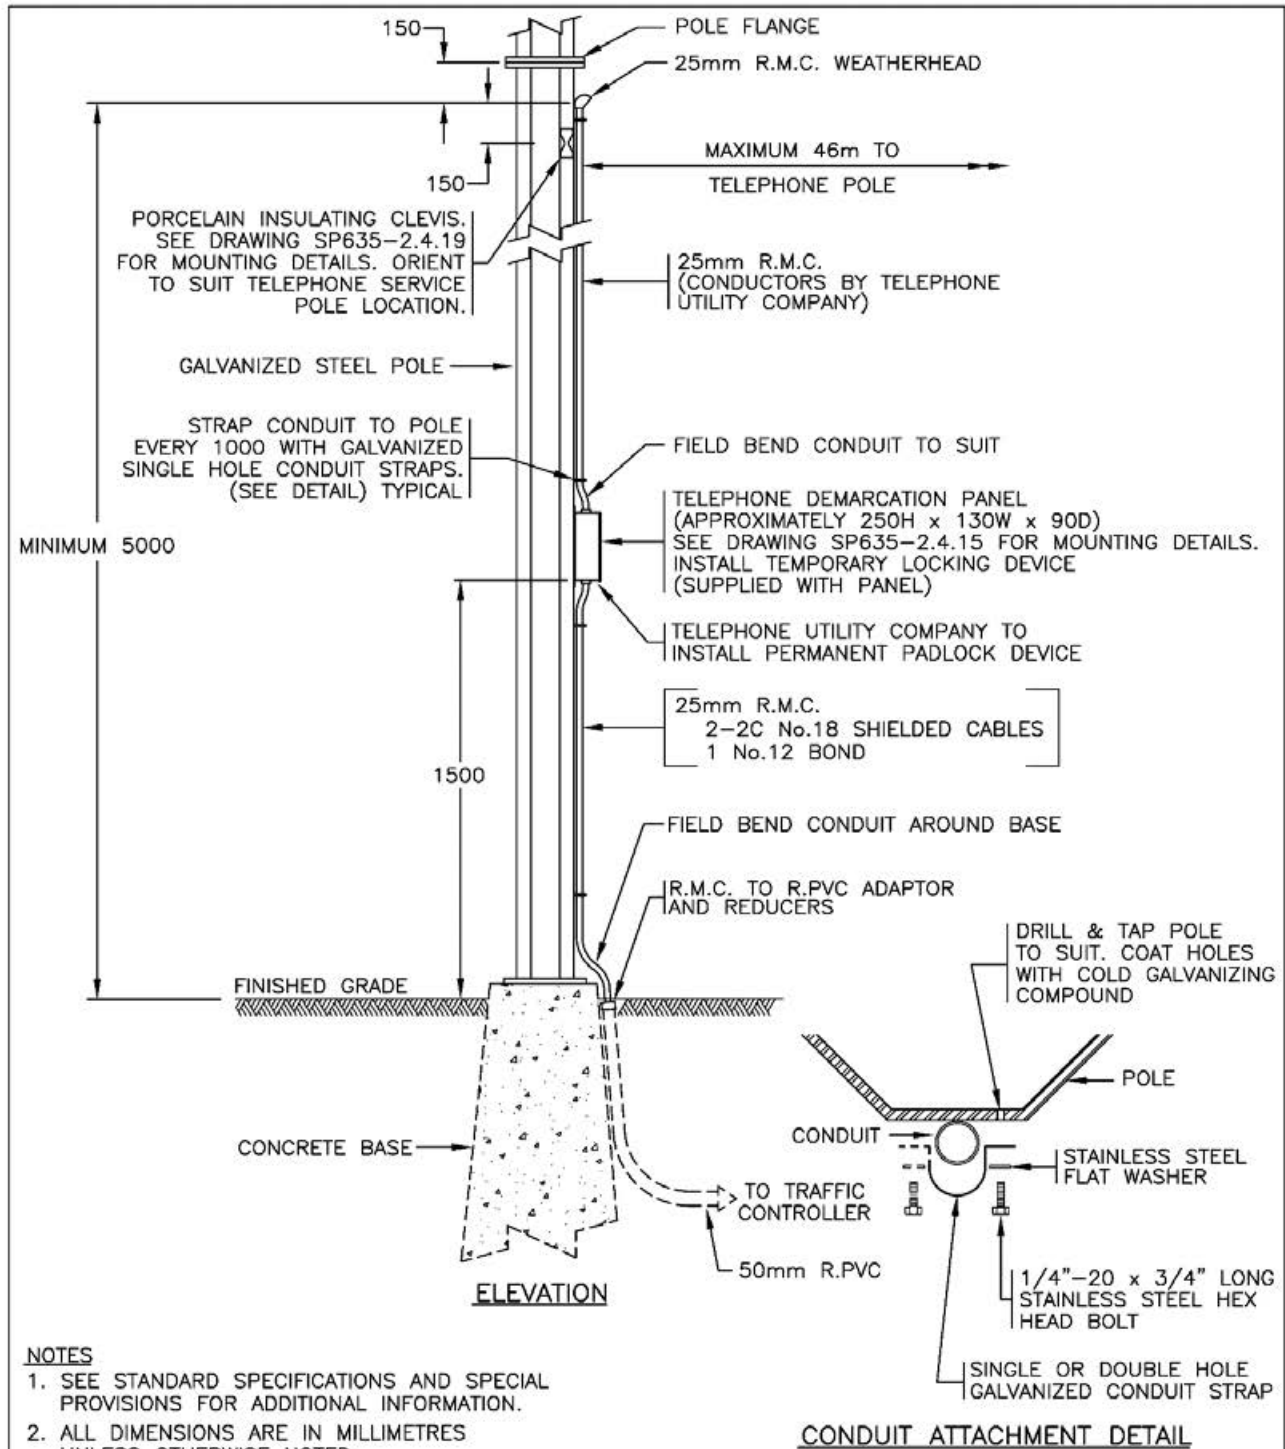 150
POLE FLANGE
25mm R.M.C. WEATHERHEAD
MAXIMUM 46m TO
TELEPHONE POLE
150
PORCELAIN INSULATING CLEVIS.
SEE DRAWING SP635-2.4.19
FOR MOUNTING DETAILS. ORIENT
TO SUIT TELEPHONE SERVICE
POLE LOCATION.
25mm R.M.C.
(CONDUCTORS BY TELEPHONE
UTILITY COMPANY)
GALVANIZED STEEL POLE
STRAP CONDUIT TO POLE
EVERY 1000 WITH GALVANIZED
SINGLE HOLE CONDUIT STRAPS.
(SEE DETAIL) TYPICAL
FIELD BEND CONDUIT TO SUIT
TELEPHONE DEMARCATION PANEL
(APPROXIMATELY 250H x 130W x 90D)
SEE DRAWING SP635-2.4.15 FOR MOUNTING DETAILS.
INSTALL TEMPORARY LOCKING DEVICE
(SUPPLIED WITH PANEL)
MINIMUM 5000
TELEPHONE UTILITY COMPANY TO
INSTALL PERMANENT PADLOCK DEVICE
25mm R.M.C.
2-2C No.18 SHIELDED CABLES
1 No.12 BOND
1500
FIELD BEND CONDUIT AROUND BASE
R.M.C. TO R.PVC ADAPTOR
AND REDUCERS
FINISHED GRADE
DRILL & TAP POLE
TO SUIT. COAT HOLES
WITH COLD GALVANIZING
COMPOUND
POLE
CONDUIT
CONCRETE BASE
STAINLESS STEEL
FLAT WASHER
TO TRAFFIC
CONTROLLER
50mm R.PVC
1/4"-20 x 3/4" LONG
STAINLESS STEEL HEX
HEAD BOLT
ELEVATION
SINGLE OR DOUBLE HOLE
GALVANIZED CONDUIT STRAP
CONDUIT ATTACHMENT DETAIL
NOTES
1. SEE STANDARD SPECIFICATIONS AND SPECIAL
PROVISIONS FOR ADDITIONAL INFORMATION.
2. ALL DIMENSIONS ARE IN MILLIMETRES
UNLESS OTHERWISE NOTED